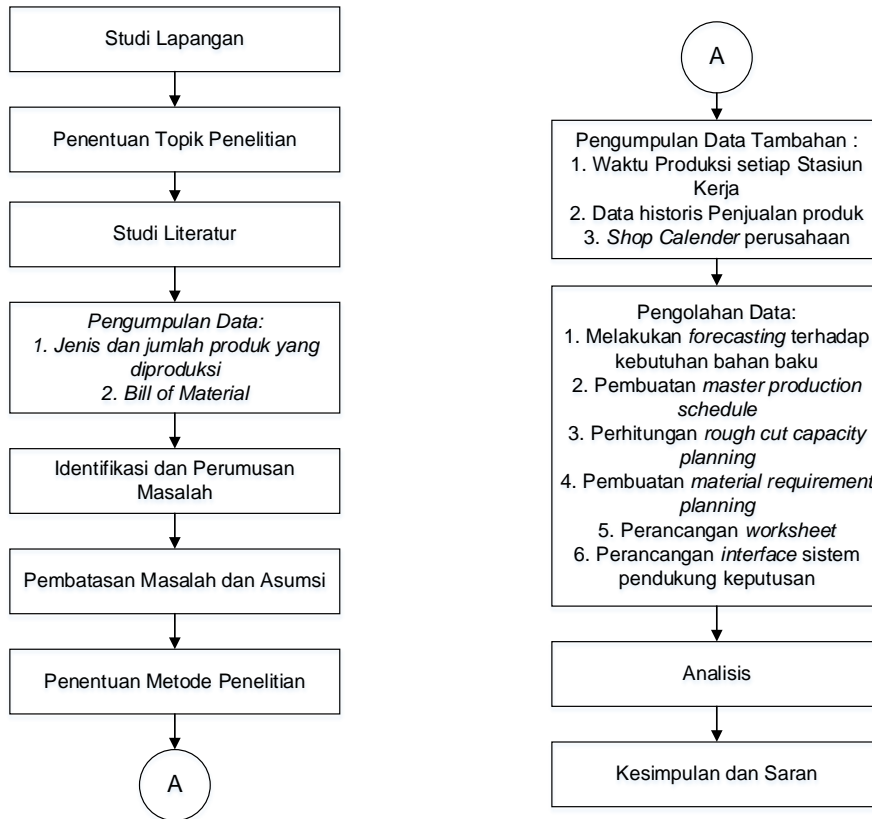 Studi Lapangan
Penentuan Topik Penelitian
Studi Literatur
Pengumpulan Data:
1. Jenis dan jumlah produk yang
diproduksi
2. Bill of Material
Identifikasi dan Perumusan
Masalah
Pembatasan Masalah dan Asumsi
Penentuan Metode Penelitian
A
A
Pengumpulan Data Tambahan :
1. Waktu Produksi setiap Stasiun
Kerja
2. Data historis Penjualan produk
3. Shop Calender perusahaan
Pengolahan Data:
1. Melakukan forecasting terhadap
kebutuhan bahan baku
2. Pembuatan master production
schedule
3. Perhitungan rough cut capacity
planning
4. Pembuatan material requirement
planning
5. Perancangan worksheet
6. Perancangan interface sistem
pendukung keputusan
Analisis
Kesimpulan dan Saran